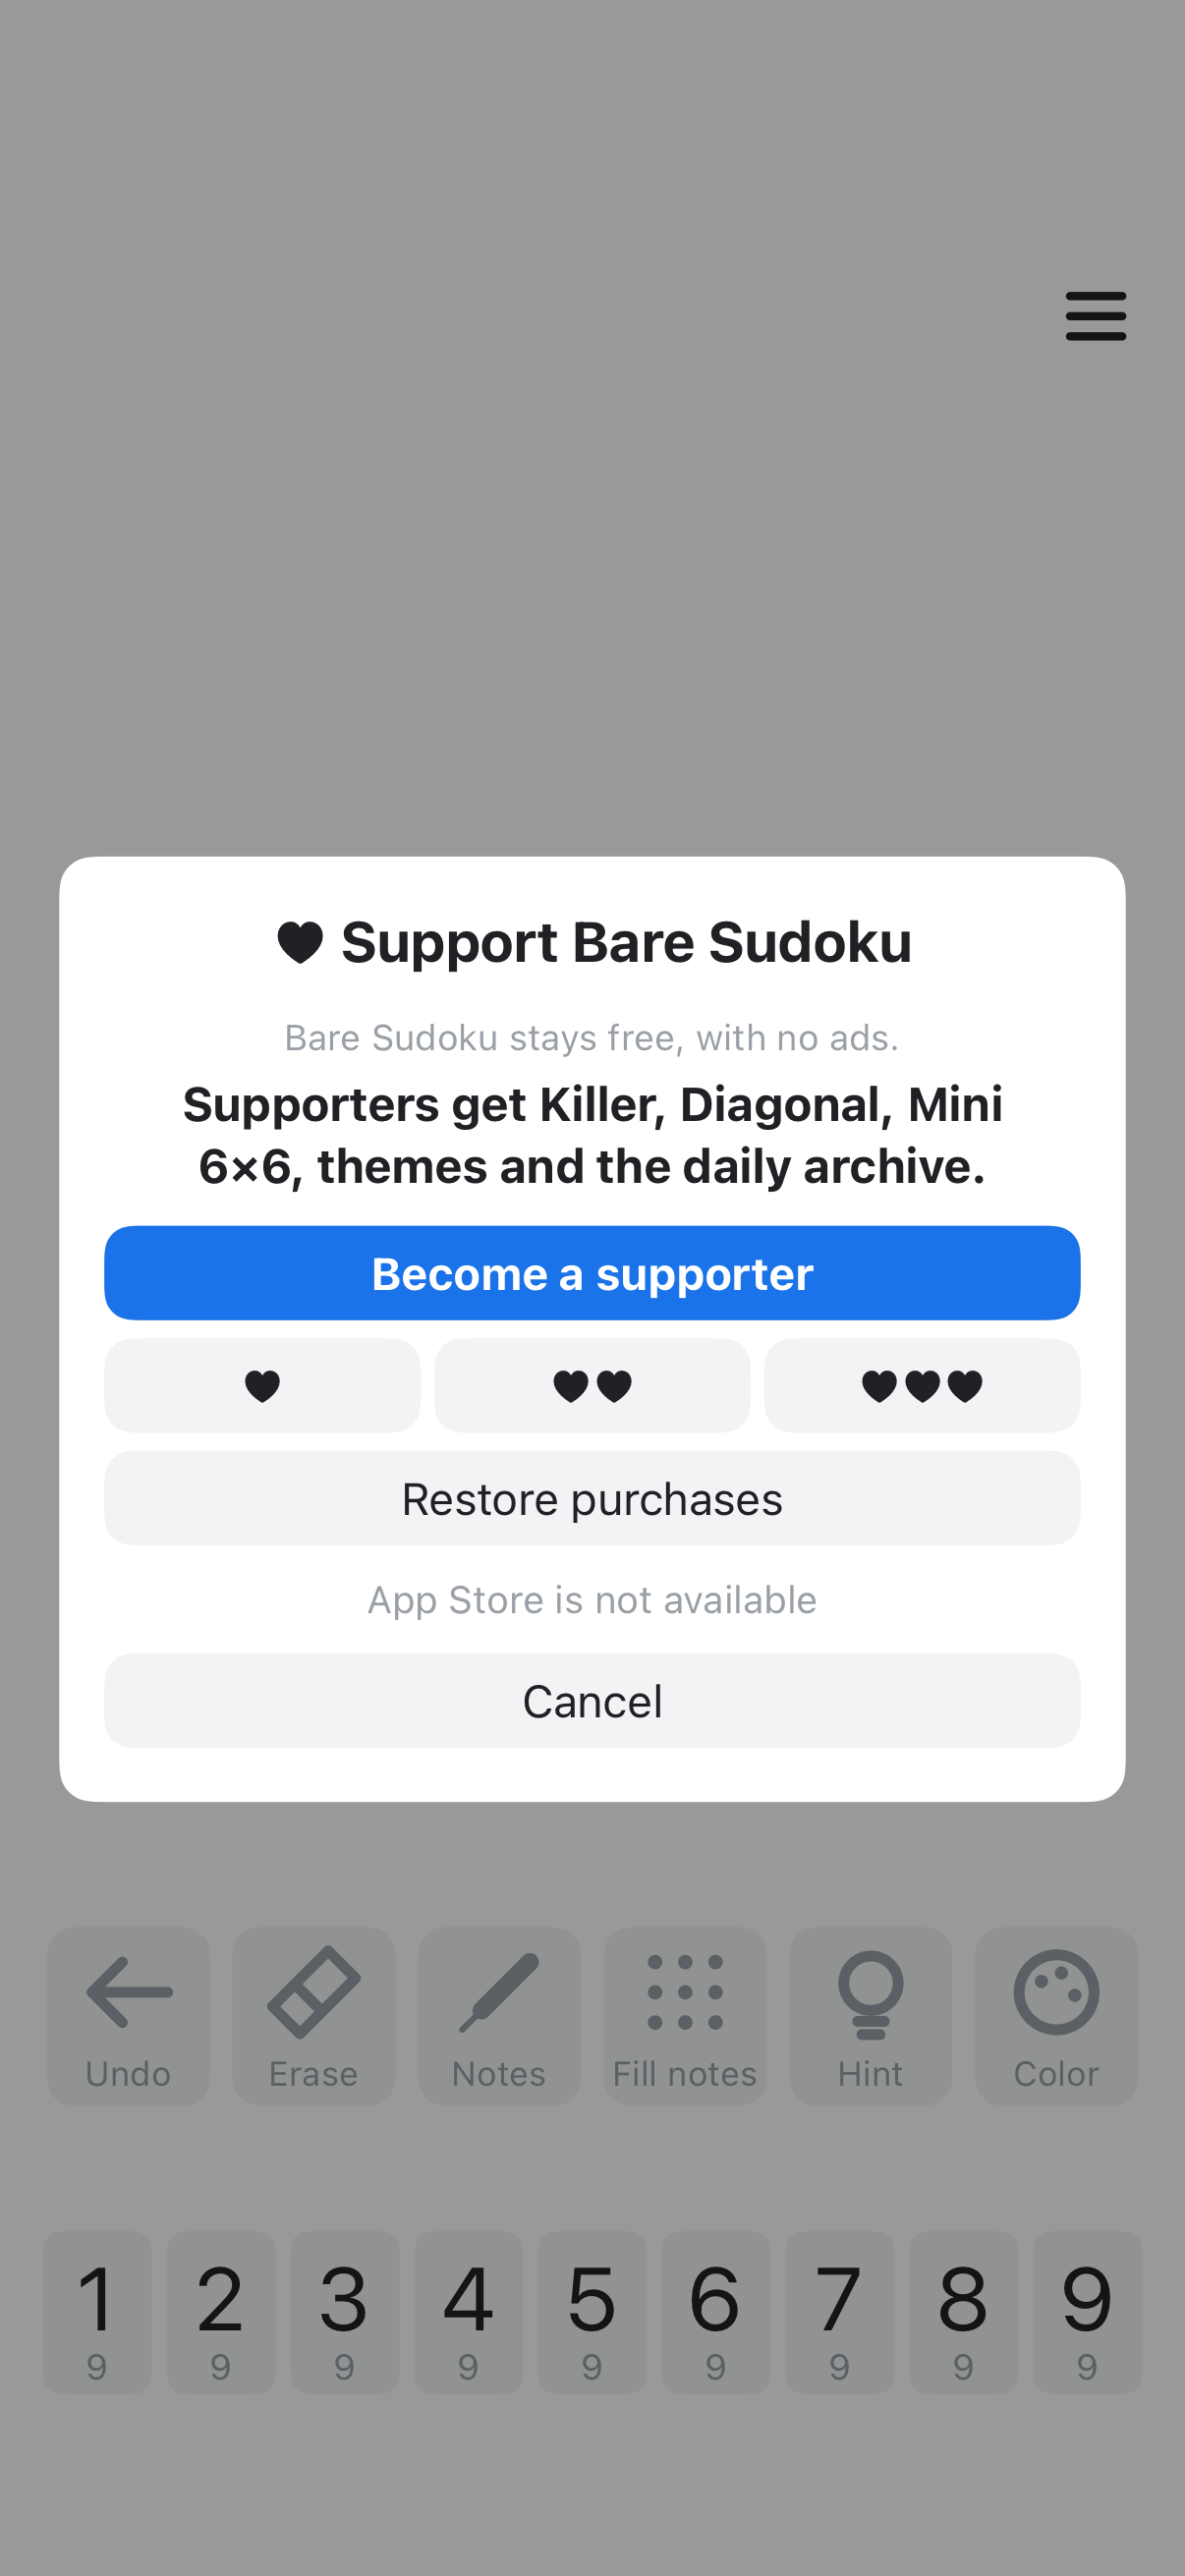 Support Bare Sudoku
Bare Sudoku stays free, with no ads.
Supporters get Killer, Diagonal, Mini
6×6, themes and the daily archive.
Become a supporter
Restore purchases
App Store is not available
Cancel
Undo Erase Notes Fill notes Hint Color
1 2 3 4 5 6 7 8 9
9 9 9 9 9 9 9 9 9